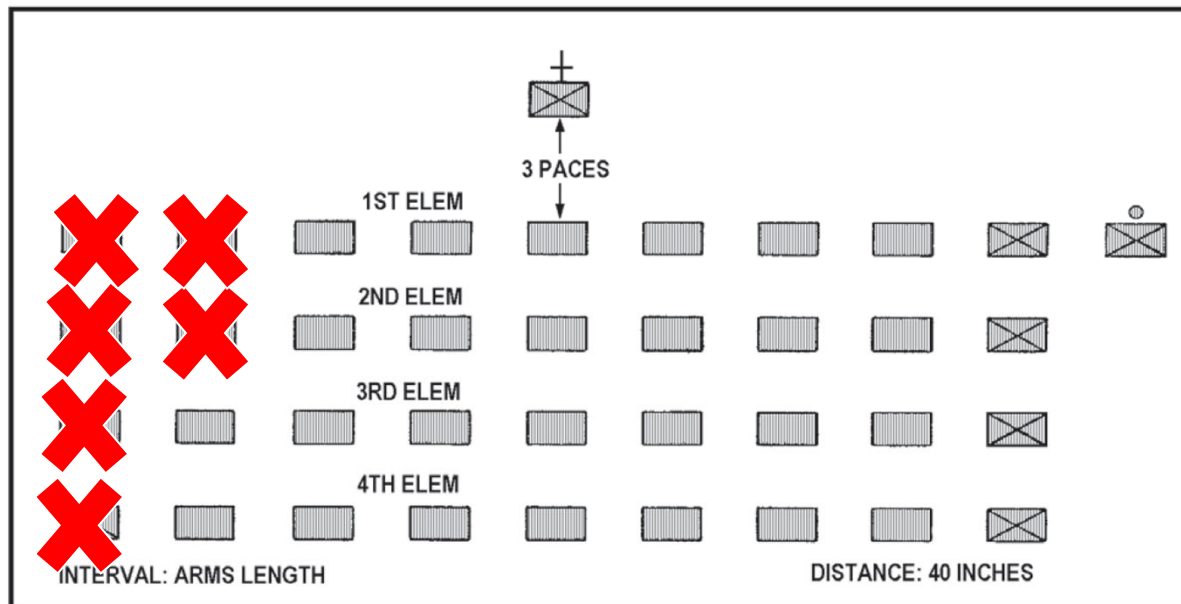 3 PACES
1ST ELEM
2ND ELEM
3RD ELEM
4TH ELEM
INTERVAL: ARMS LENGTH
DISTANCE: 40 INCHES